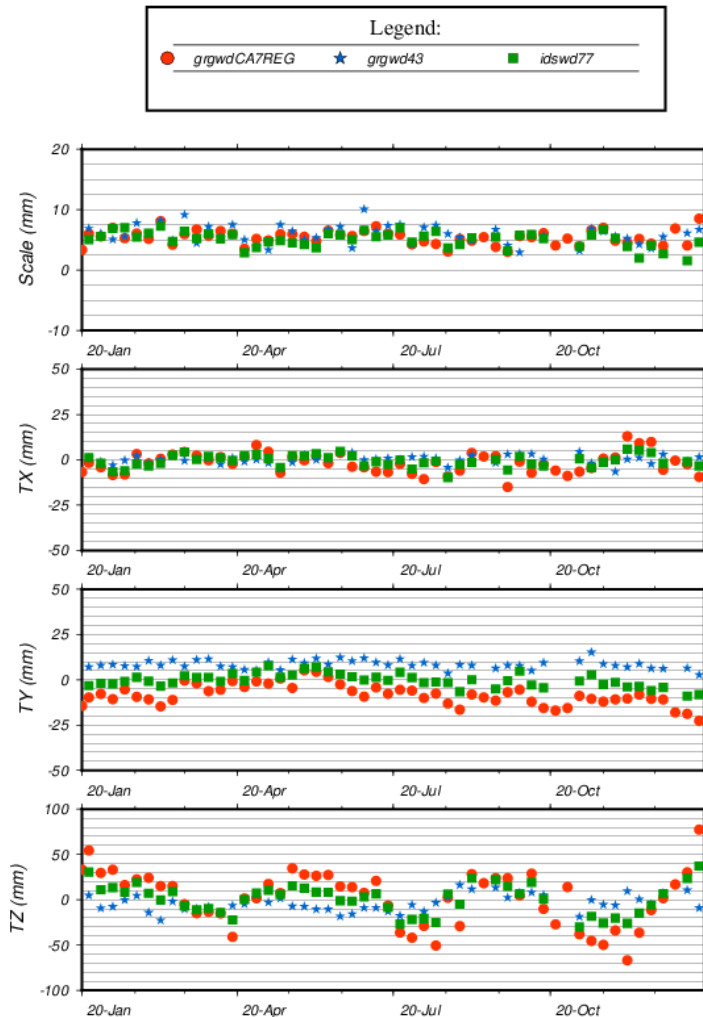 Legend:
grgwdCA7REG grgwd43 idswd77
20
10
0
-10
Scale (mm)
20-Jan 20-Apr 20-Jul 20-Oct
50
25
0
-25
-50
TX (mm)
20-Jan 20-Apr 20-Jul 20-Oct
50
25
0
-25
-50
TY (mm)
20-Jan 20-Apr 20-Jul 20-Oct
100
50
0
-50
-100
TZ (mm)
20-Jan 20-Apr 20-Jul 20-Oct